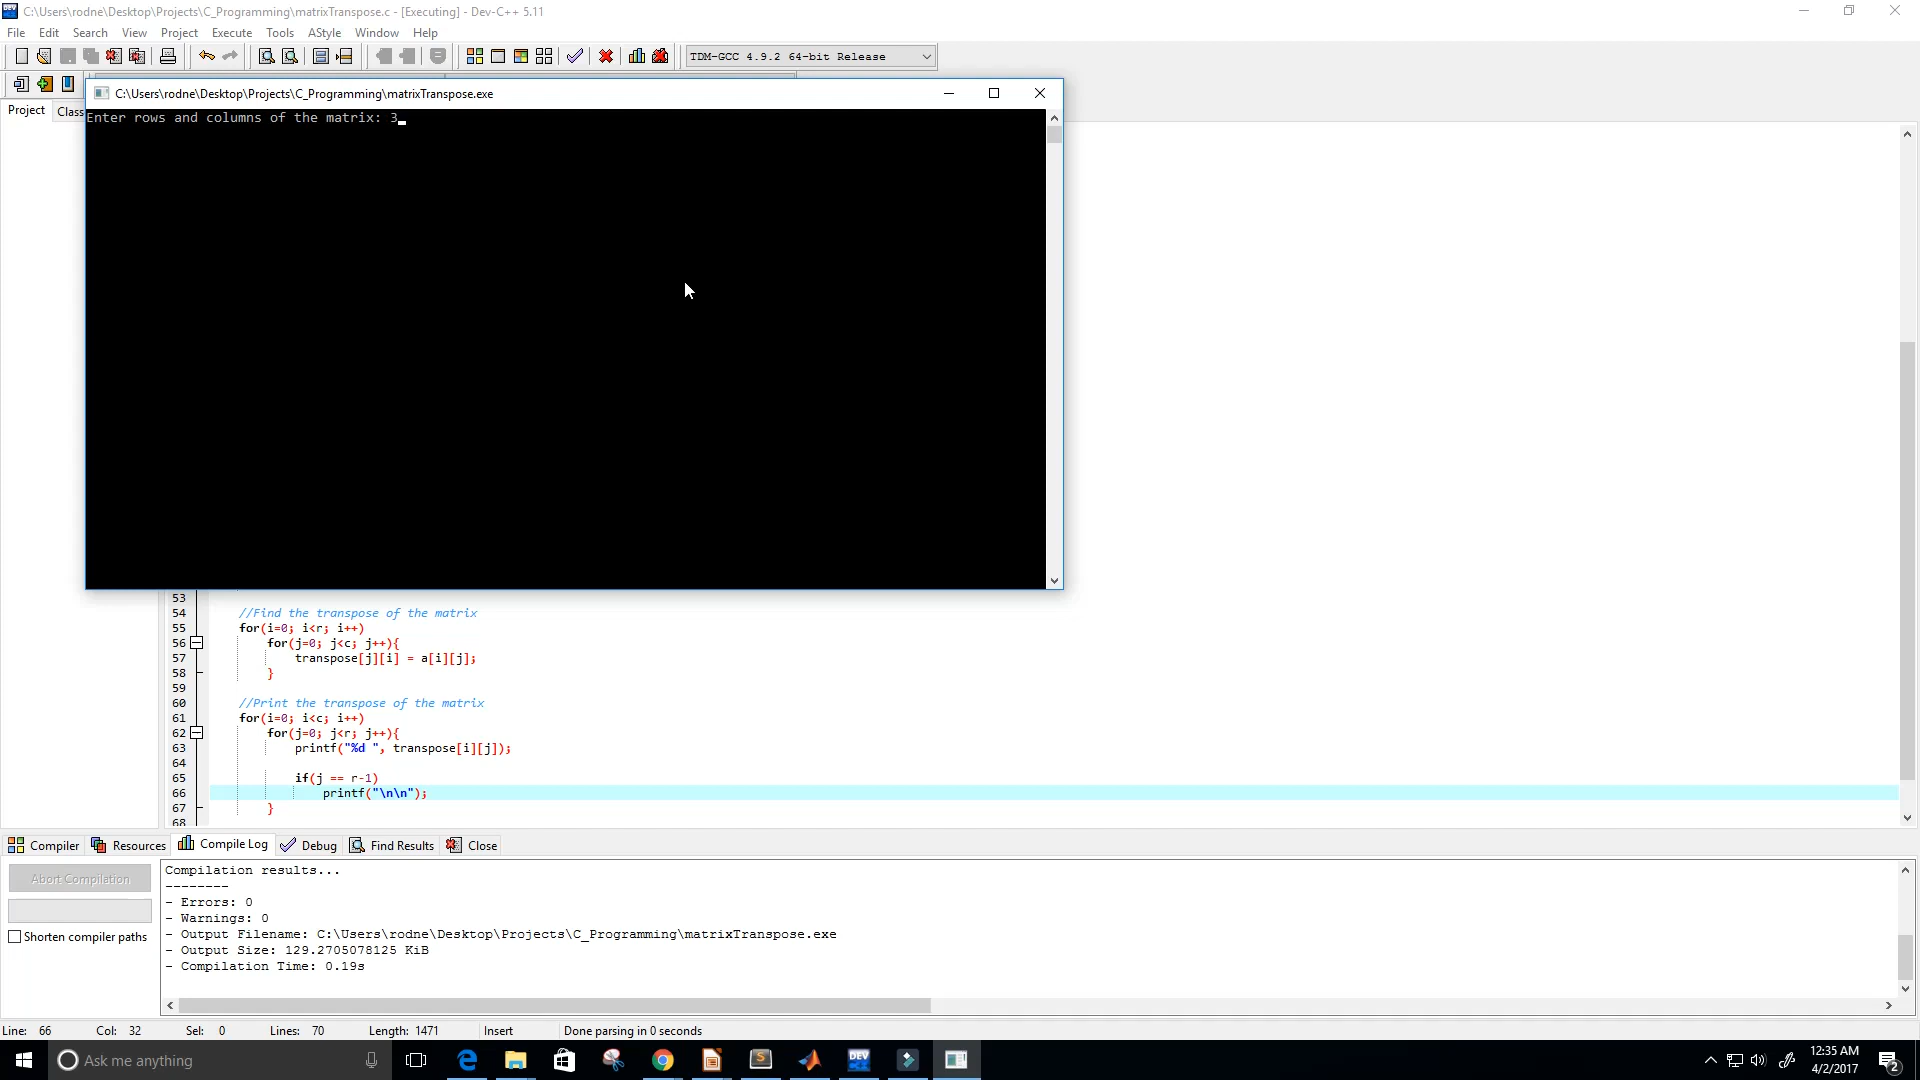 C:\Users\rodne\Desktop\Projects\C_Programming\matrixTranspose.c - [Executing] - Dev-C++ 5.11
File Edit Search View Project Execute Tools AStyle Window Help
TDM-GCC 4.9.2 64-bit Release
C:\Users\rodne\Desktop\Projects\C_Programming\matrixTranspose.exe
Project Class
Enter rows and columns of the matrix: 3
53
54 //Find the transpose of the matrix
55 for(i=0; i<r; i++)
56 for(j=0; j<c; j++){
57 transpose[j][i] = a[i][j];
58 }
59
60 //Print the transpose of the matrix
61 for(i=0; i<c; i++)
62 for(j=0; j<r; j++){
63 printf("%d ", transpose[i][j]);
64
65 if(j == r-1)
66 printf("\n\n");
67 }
68
Compiler Resources Compile Log Debug Find Results Close
Abort Compilation
Shorten compiler paths
Compilation results...
--------
- Errors: 0
- Warnings: 0
- Output Filename: C:\Users\rodne\Desktop\Projects\C_Programming\matrixTranspose.exe
- Output Size: 129.2705078125 KiB
- Compilation Time: 0.19s
Line: 66 Col: 32 Sel: 0 Lines: 70 Length: 1471 Insert Done parsing in 0 seconds
Ask me anything
DEV
12:35 AM
4/2/2017
2